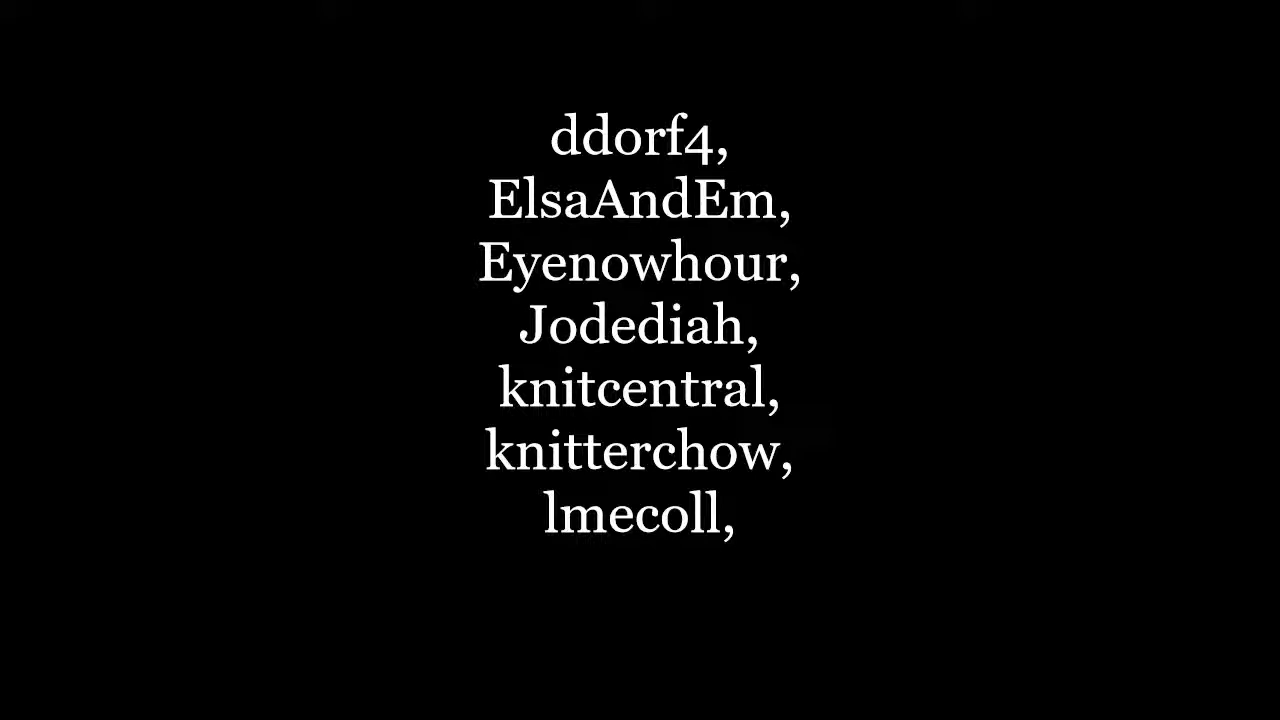 ddorf4,
ElsaAndEm,
Eyenowhour,
Jodediah,
knitcentral,
knitterchow,
lmecoll,